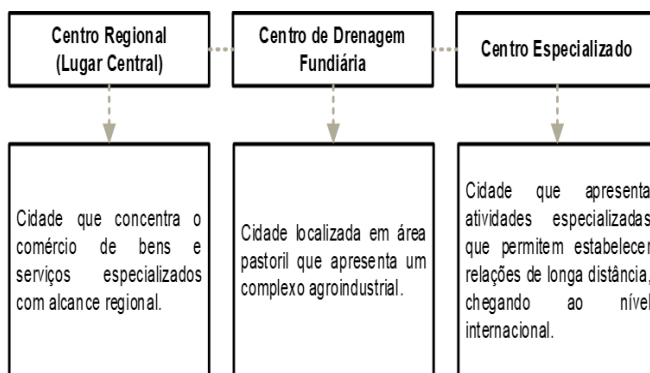 Centro Regional
(Lugar Central)
Centro de Drenagem
Fundiária
Centro Especializado
Cidade que concentra o
comércio de bens e
serviços especializados
com alcance regional.
Cidade localizada em área
pastoril que apresenta um
complexo agroindustrial.
Cidade que apresenta
atividades especializadas
que permitem estabelecer
relações de longa distância,
chegando ao nível
internacional.